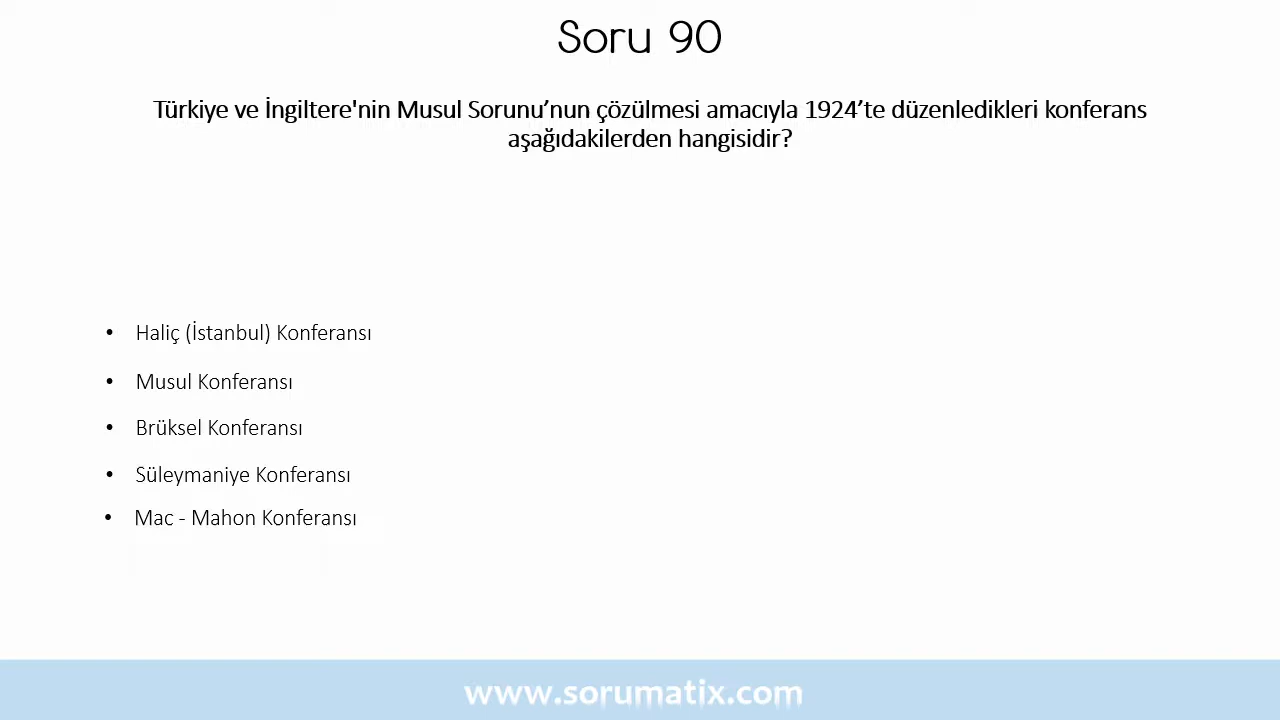 Soru 90
Türkiye ve İngiltere'nin Musul Sorunu’nun çözülmesi amacıyla 1924’te düzenledikleri konferans
aşağıdakilerden hangisidir?
• Haliç (İstanbul) Konferansı
• Musul Konferansı
• Brüksel Konferansı
• Süleymaniye Konferansı
• Mac - Mahon Konferansı
www.sorumatix.com